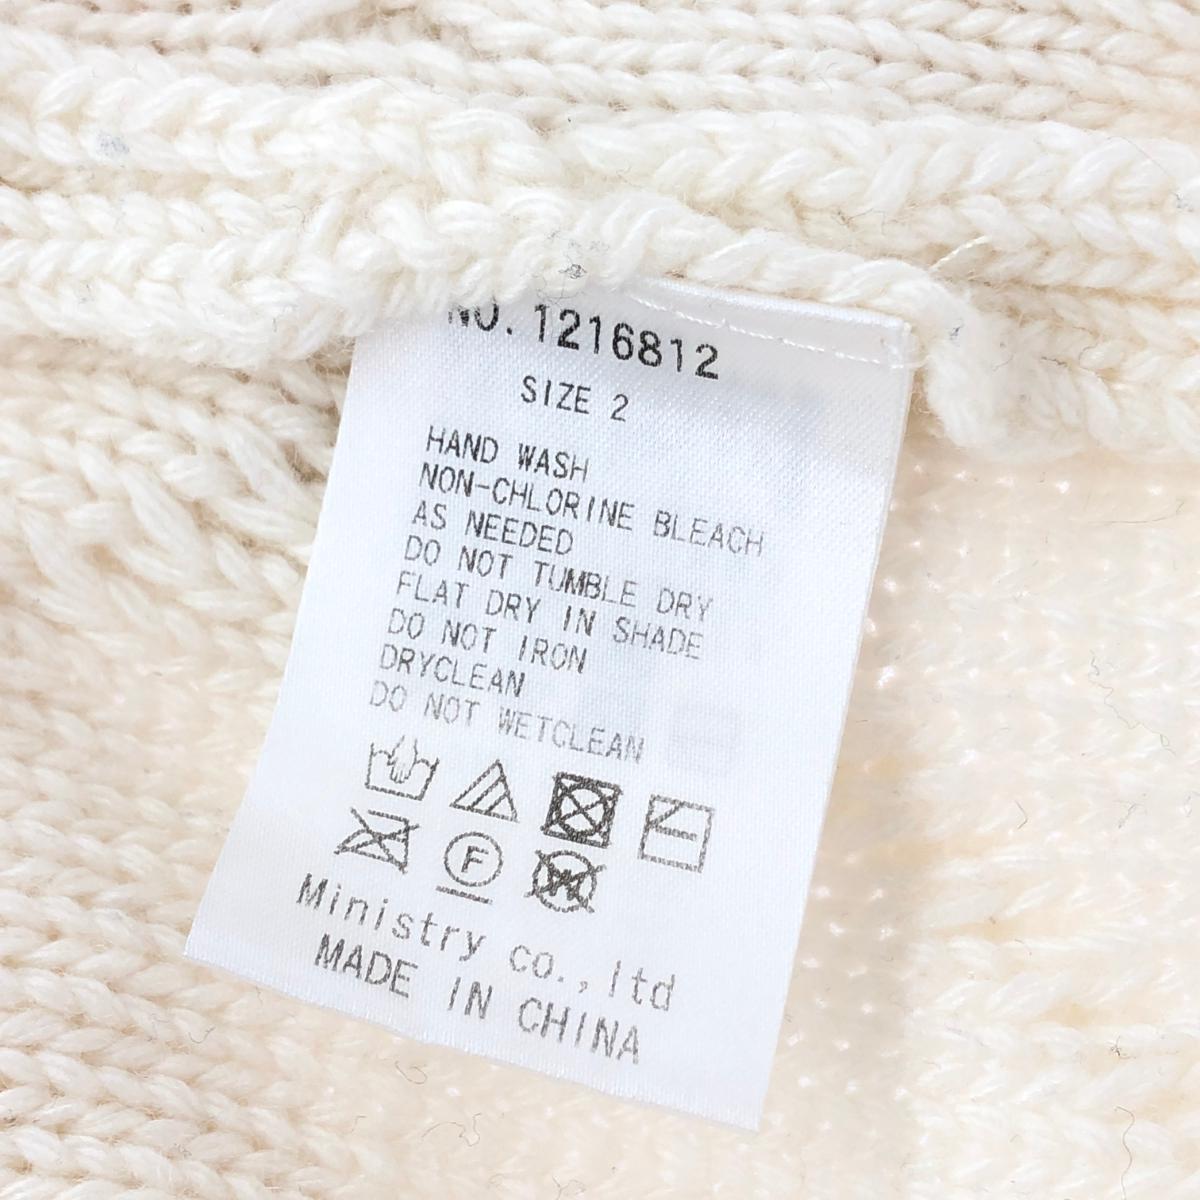 NO. 1216812
SIZE 2
HAND WASH
NON-CHLORINE BLEACH
AS NEEDED
DO NOT TUMBLE DRY
FLAT DRY IN SHADE
DO NOT IRON
DRYCLEAN
DO NOT WETCLEAN
F
W
Ministry co.,ltd
MADE IN CHINA